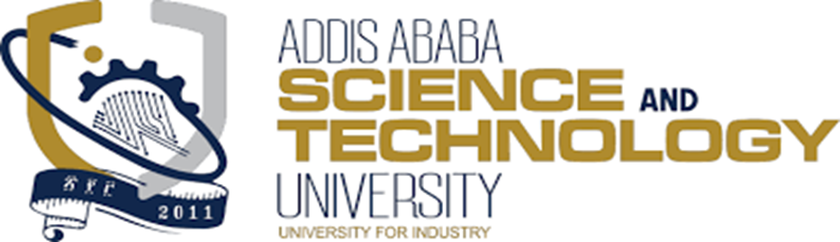 ADDIS ABABA
SCIENCE AND
TECHNOLOGY
UNIVERSITY
UNIVERSITY FOR INDUSTRY
2011